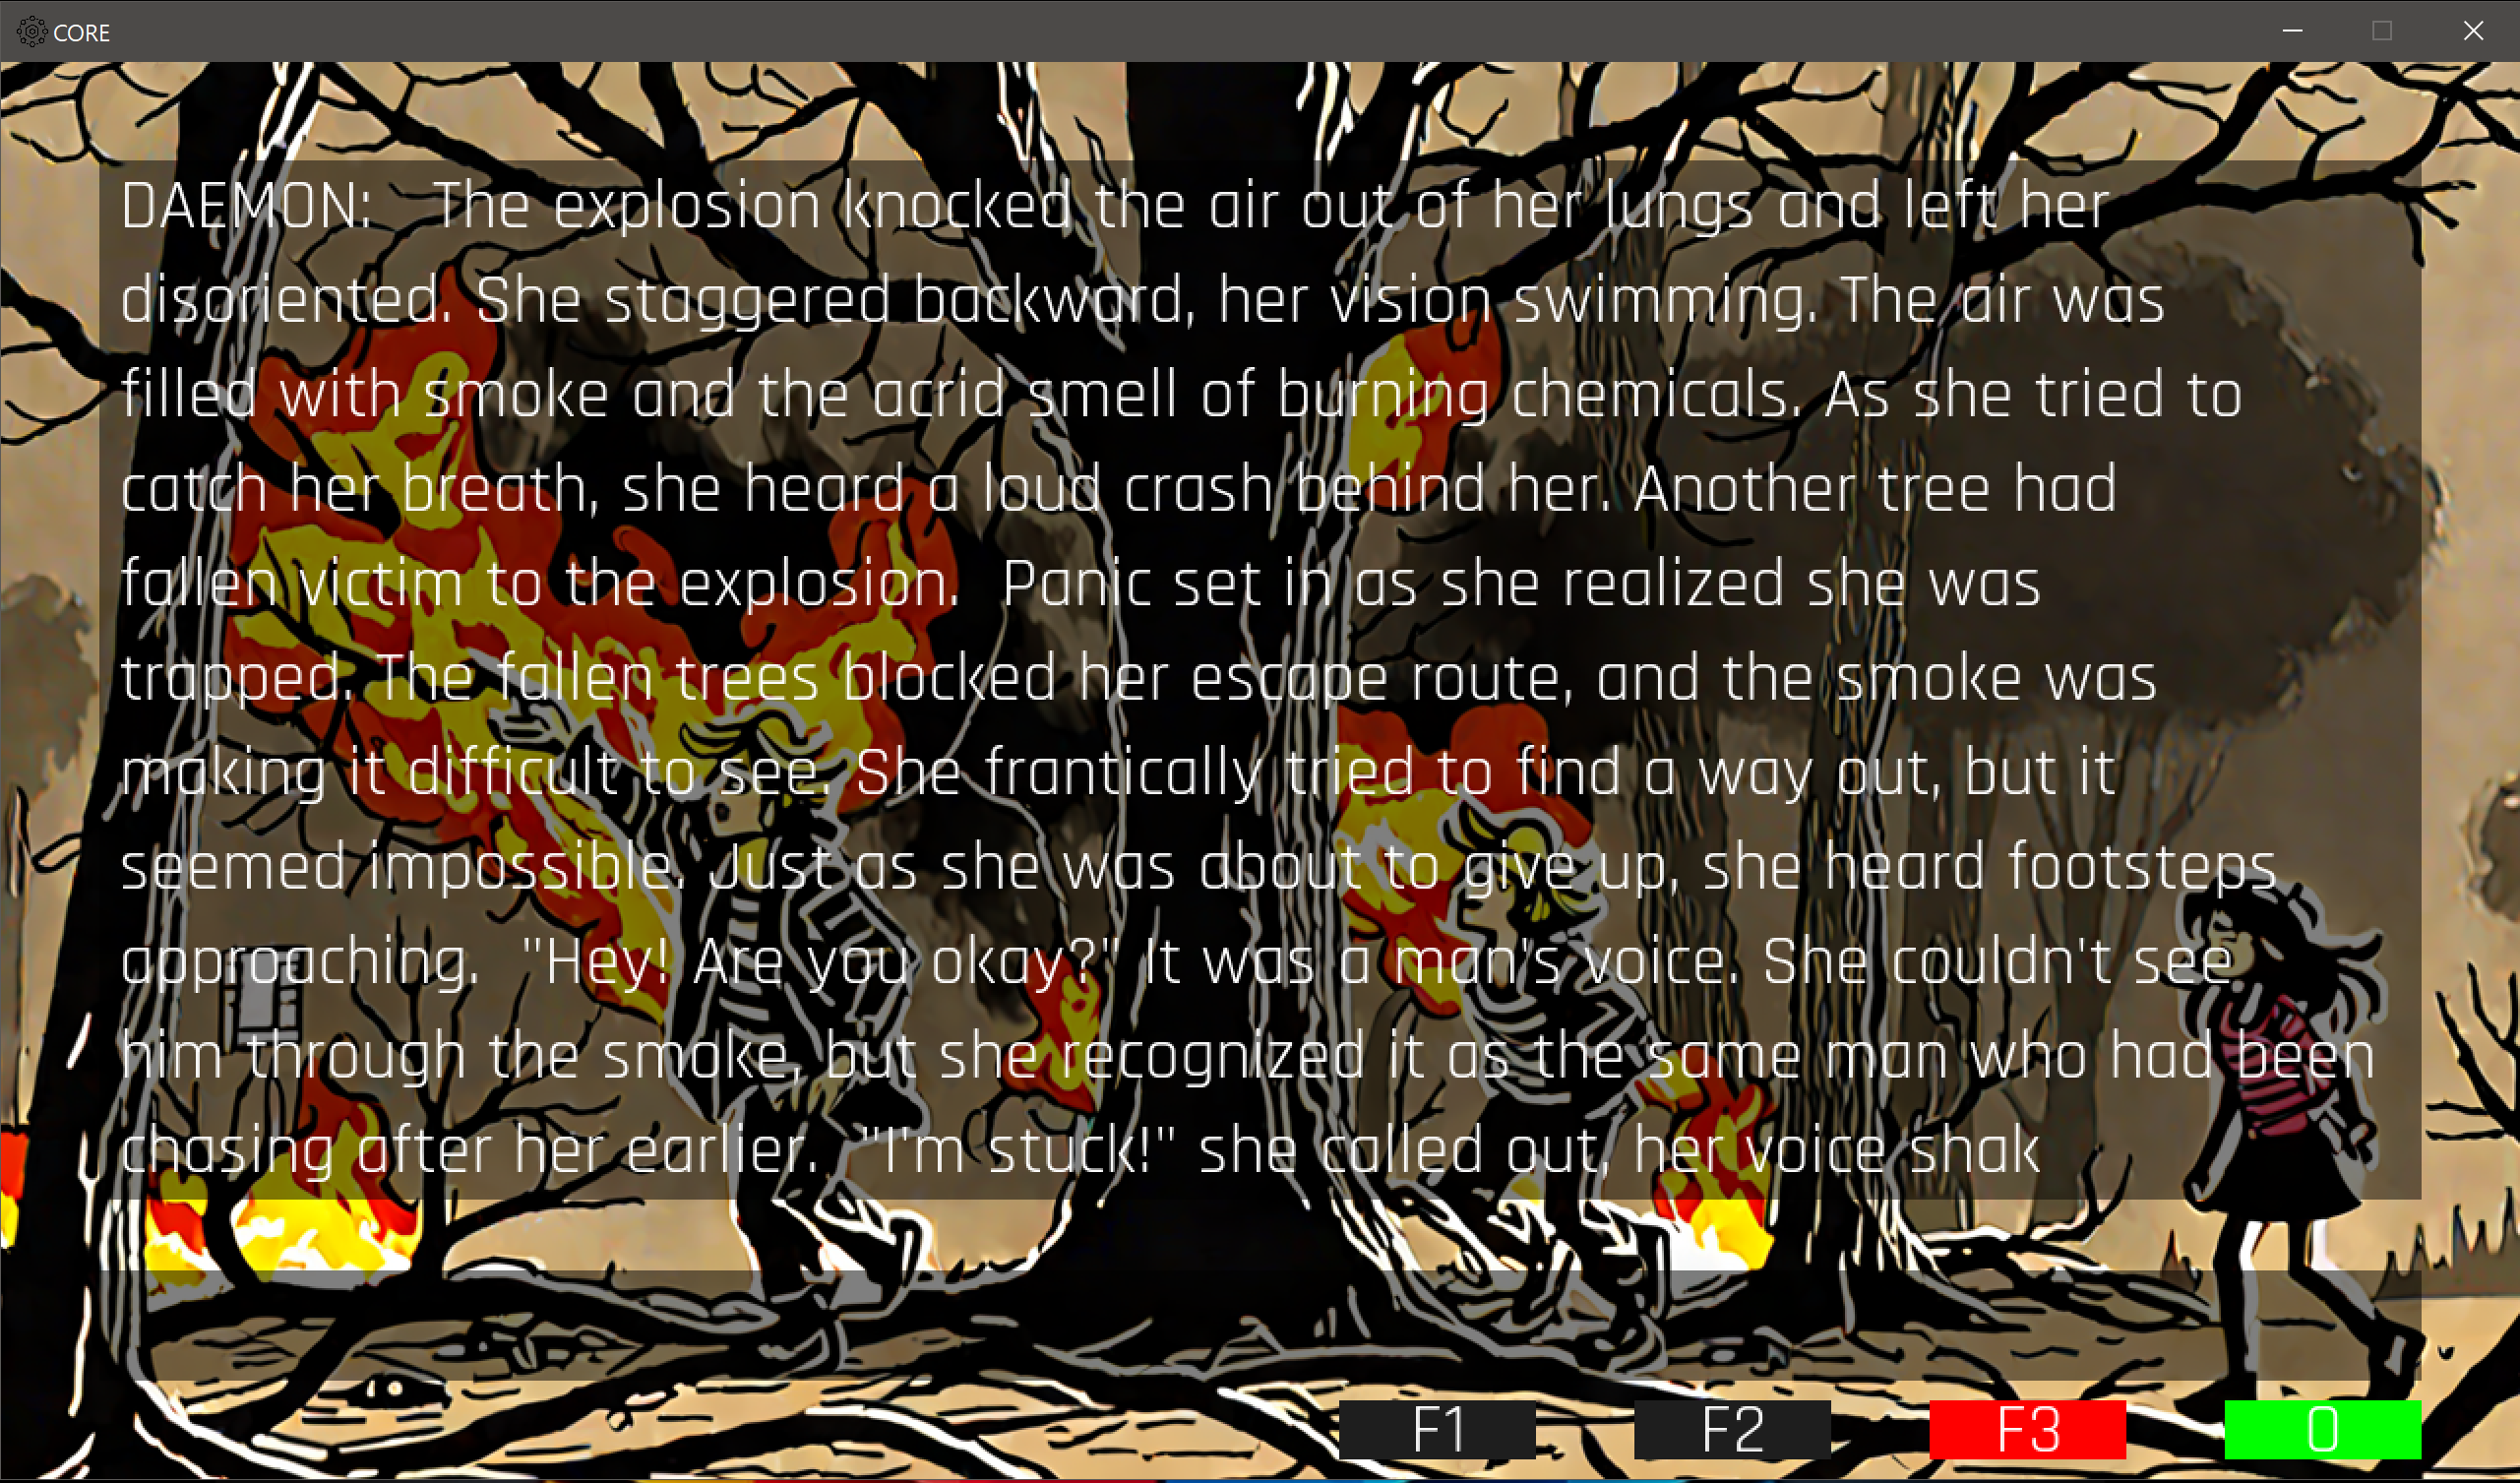 CORE
DAEMON:   The explosion knocked the air out of her lungs and left her
disoriented. She staggered backward, her vision swimming. The air was
filled with smoke and the acrid smell of burning chemicals. As she tried to
catch her breath, she heard a loud crash behind her. Another tree had
fallen victim to the explosion.  Panic set in as she realized she was
trapped. The fallen trees blocked her escape route, and the smoke was
making it difficult to see. She frantically tried to find a way out, but it
seemed impossible. Just as she was about to give up, she heard footsteps
approaching.  "Hey! Are you okay?" It was a man's voice. She couldn't see
him through the smoke, but she recognized it as the same man who had been
chasing after her earlier.  "I'm stuck!" she called out, her voice shak
F1 F2 F3 0